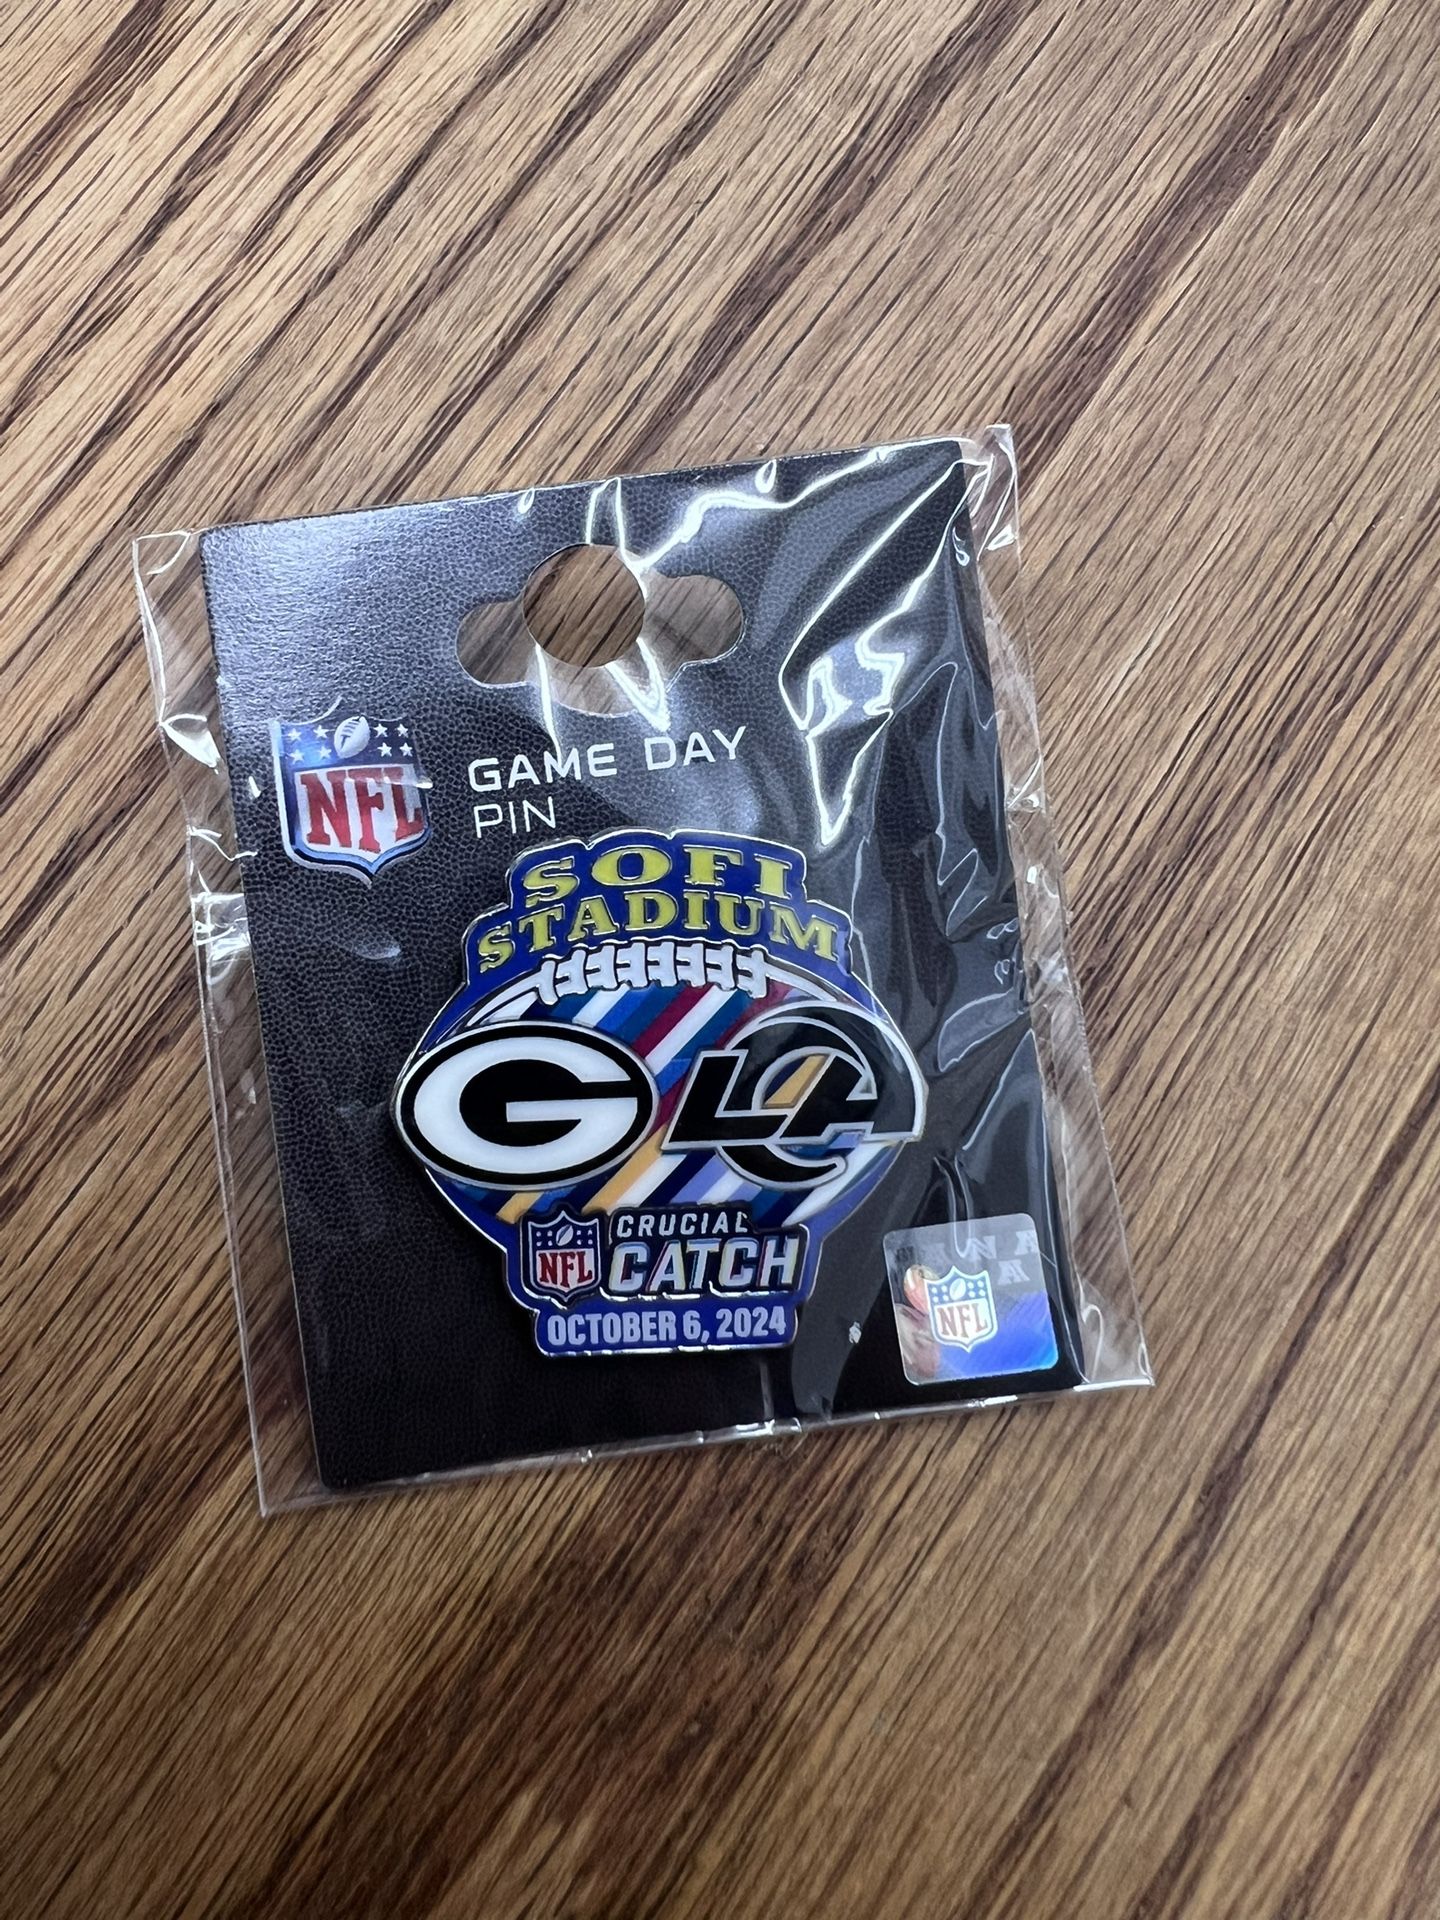 NFL
GAME DAY
PIN
SOFI
STADIUM
G
LA
NFL
CRUCIAL
CATCH
OCTOBER 6, 2024
NFL